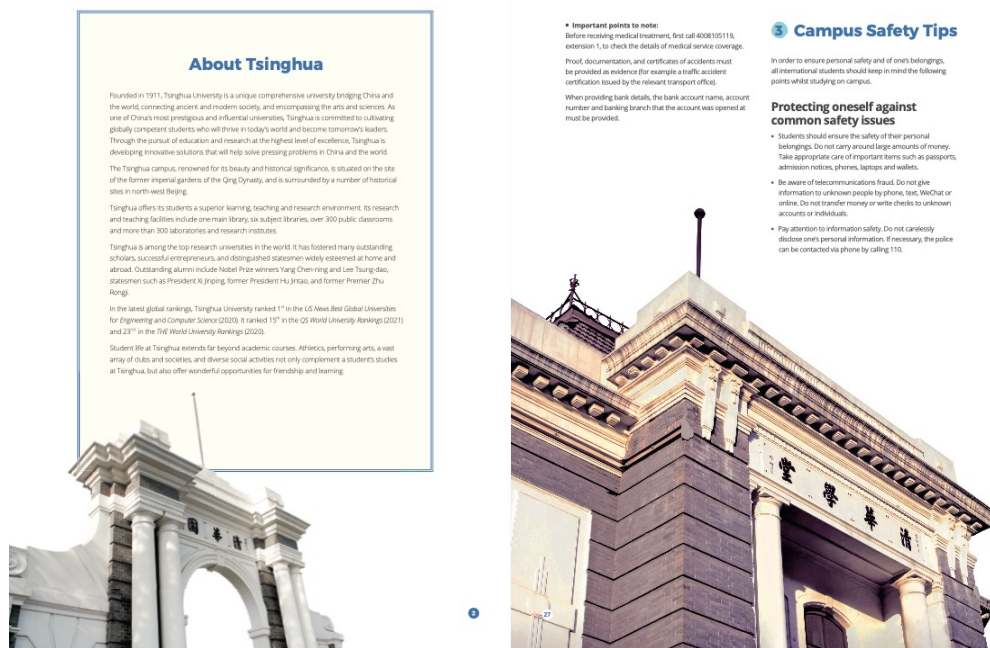 About Tsinghua
Founded in 1911, Tsinghua University is a unique comprehensive university bridging China and
the world, connecting ancient and modern society, and encompassing the arts and sciences. As
one of China's most prestigious and influential universities, Tsinghua is committed to cultivating
globally competent students who will thrive in today's world and become tomorrow's leaders.
Through the pursuit of education and research at the highest level of excellence, Tsinghua is
developing innovative solutions that will help solve pressing problems in China and the world.
The Tsinghua campus, renowned for its beauty and historical significance, is situated on the site
of the former imperial gardens of the Qing Dynasty, and is surrounded by a number of historical
sites in north-west Beijing.
Tsinghua offers its students a superior learning, teaching and research environment. Its research
and teaching facilities include one main library, six subject libraries, over 300 public classrooms
and more than 300 laboratories and research institutes.
Tsinghua is among the top research universities in the world. It has fostered many outstanding
scholars, successful entrepreneurs, and distinguished statesmen widely esteemed at home and
abroad. Outstanding alumni include Nobel Prize winners Yang Chen-ning and Lee Tsung-dao,
statesmen such as President Xi Jinping, former President Hu Jintao, and former Premier Zhu
Rongji.
In the latest global rankings, Tsinghua University ranked 1st in the US News Best Global Universities
for Engineering and Computer Science (2020). It ranked 15th in the QS World University Rankings (2021)
and 23rd in the THE World University Rankings (2020).
Student life at Tsinghua extends far beyond academic courses. Athletics, performing arts, a vast
array of clubs and societies, and diverse social activities not only complement a student's studies
at Tsinghua, but also offer wonderful opportunities for friendship and learning.
園華清
2
• Important points to note:
Before receiving medical treatment, first call 4008105119,
extension 1, to check the details of medical service coverage.
Proof, documentation, and certificates of accidents must
be provided as evidence (for example a traffic accident
certification issued by the relevant transport office).
When providing bank details, the bank account name, account
number and banking branch that the account was opened at
must be provided.
3 Campus Safety Tips
In order to ensure personal safety and of one's belongings,
all international students should keep in mind the following
points whilst studying on campus.
Protecting oneself against
common safety issues
• Students should ensure the safety of their personal
belongings. Do not carry around large amounts of money.
Take appropriate care of important items such as passports,
admission notices, phones, laptops and wallets.
• Be aware of telecommunications fraud. Do not give
information to unknown people by phone, text, WeChat or
online. Do not transfer money or write checks to unknown
accounts or individuals.
• Pay attention to information safety. Do not carelessly
disclose one's personal information. If necessary, the police
can be contacted via phone by calling 110.
堂學華清
27